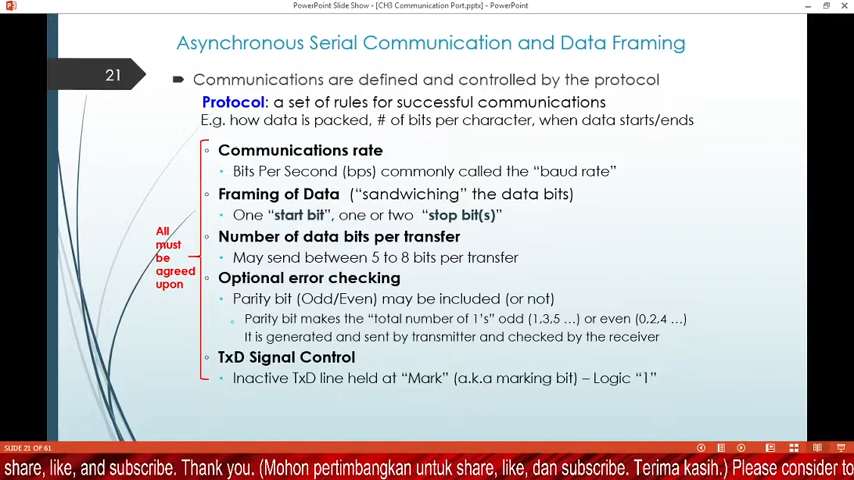 PowerPoint Slide Show - [CH3 Communication Port.pptx] - PowerPoint
Asynchronous Serial Communication and Data Framing
21
Communications are defined and controlled by the protocol
Protocol: a set of rules for successful communications
E.g. how data is packed, # of bits per character, when data starts/ends
Communications rate
Bits Per Second (bps) commonly called the “baud rate”
Framing of Data (“sandwiching” the data bits)
One “start bit”, one or two “stop bit(s)”
Number of data bits per transfer
May send between 5 to 8 bits per transfer
Optional error checking
Parity bit (Odd/Even) may be included (or not)
Parity bit makes the “total number of 1’s” odd (1,3,5 …) or even (0,2,4 …)
It is generated and sent by transmitter and checked by the receiver
TxD Signal Control
Inactive TxD line held at “Mark” (a.k.a marking bit) – Logic “1”
All
must
be
agreed
upon
SLIDE 21 OF 61
share, like, and subscribe. Thank you. (Mohon pertimbangkan untuk share, like, dan subscribe. Terima kasih.) Please consider to